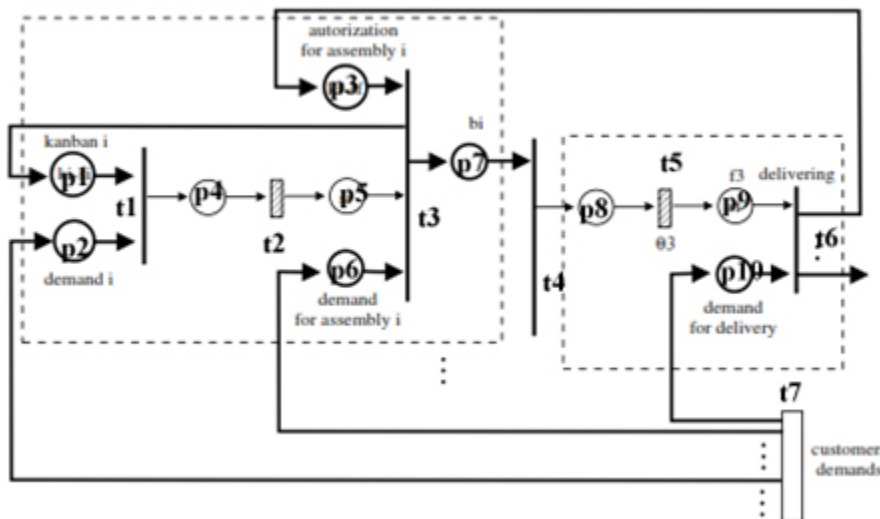 autorization
for assembly i
p3
bi
kanban i
p1
t1
p4
t2
p5
p7
t3
p2
demand i
p6
demand
for assembly i
t4
t5
f3
delivering
p8
p9
θ3
t6
p10
demand
for delivery
t7
customer
demands